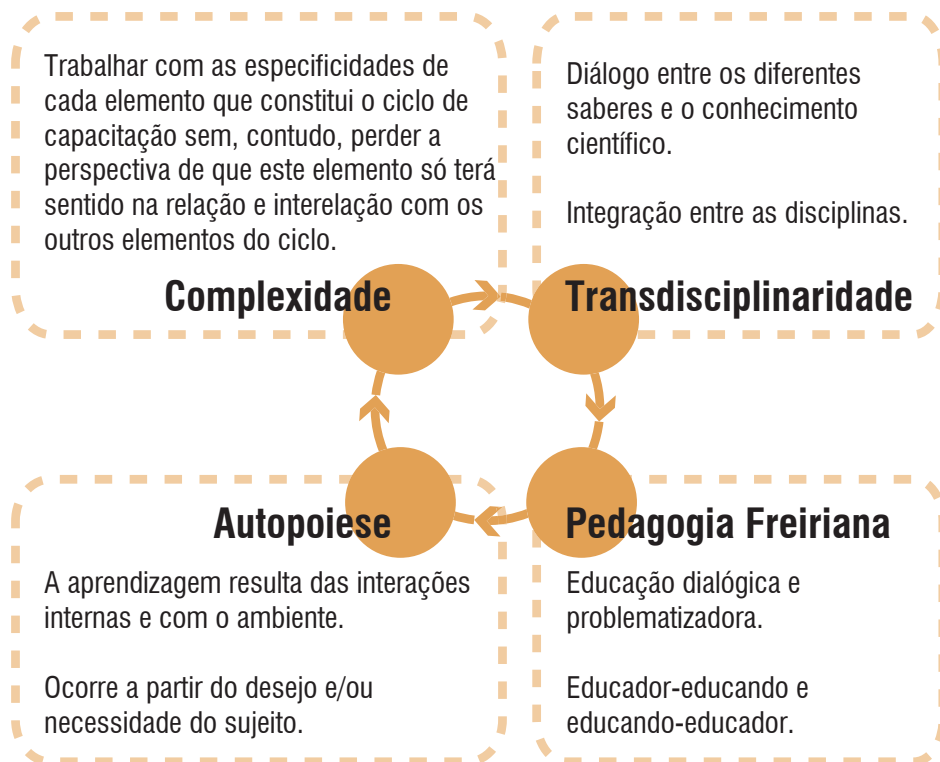 Trabalhar com as especificidades de
cada elemento que constitui o ciclo de
capacitação sem, contudo, perder a
perspectiva de que este elemento só terá
sentido na relação e interelação com os
outros elementos do ciclo.
Complexidade
Diálogo entre os diferentes
saberes e o conhecimento
científico.
Integração entre as disciplinas.
Transdisciplinaridade
Autopoiese
A aprendizagem resulta das interações
internas e com o ambiente.
Ocorre a partir do desejo e/ou
necessidade do sujeito.
Pedagogia Freiriana
Educação dialógica e
problematizadora.
Educador-educando e
educando-educador.